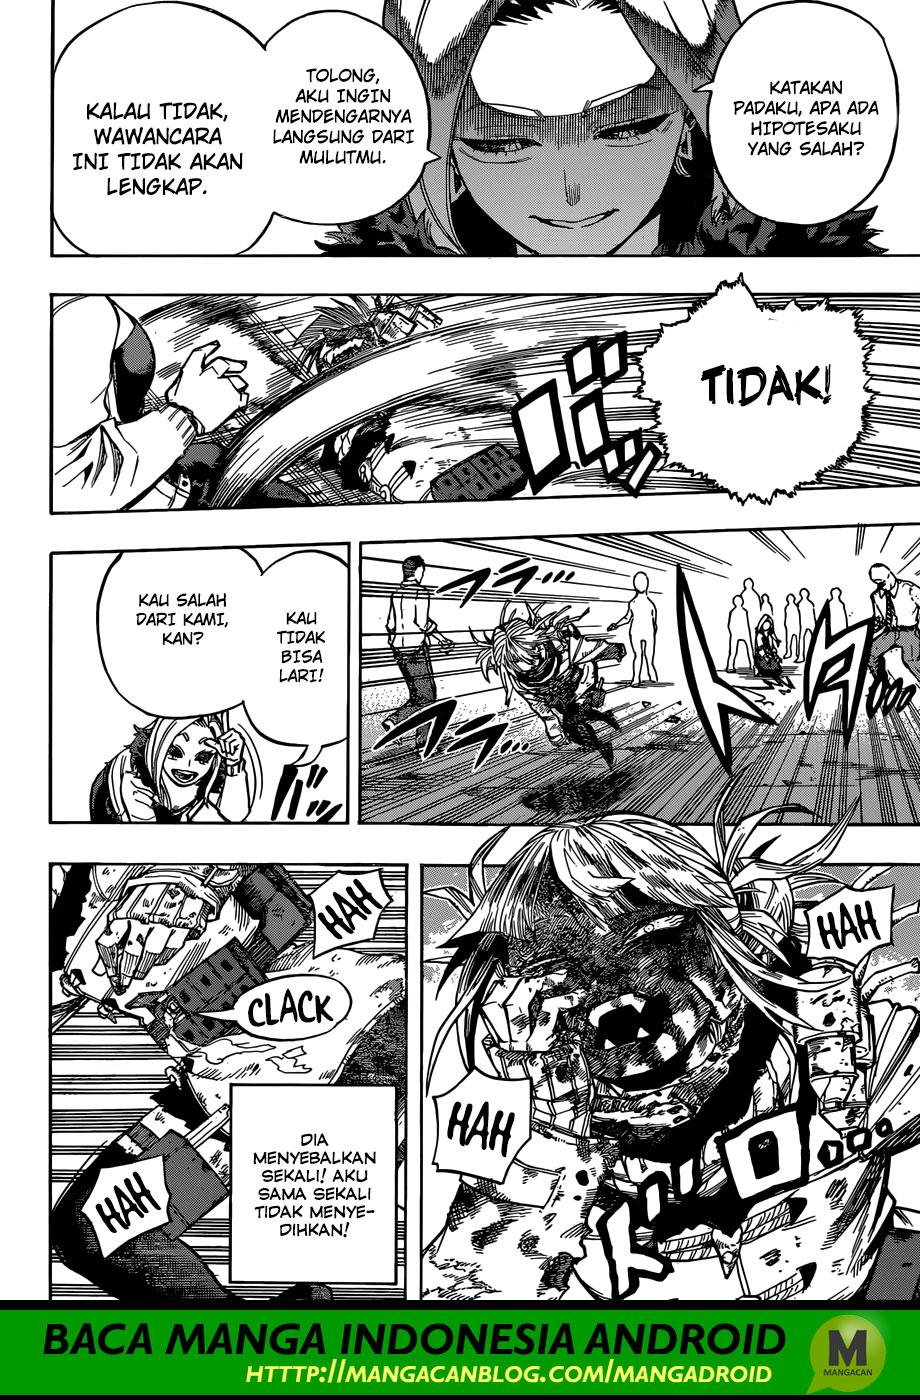 KATAKAN
PADAKU, APA ADA
HIPOTESAKU
YANG SALAH?
TOLONG,
AKU INGIN
MENDENGARNYA
LANGSUNG DARI
MULUTMU.
KALAU TIDAK,
WAWANCARA
INI TIDAK AKAN
LENGKAP.
TIDAK!
KAU
TIDAK
BISA
LARI!
KAU SALAH
DARI KAMI,
KAN?
HAH
HAH
HAH
CLACK
HAH
DIA
MENYEBALKAN
SEKALI! AKU
SAMA SEKALI
TIDAK MENYE-
DIHKAN!
BACA MANGA INDONESIA ANDROID
HTTTP://MANGACANBLOG.COM/MANGADROID
M
MANGACAN
MANGACAN